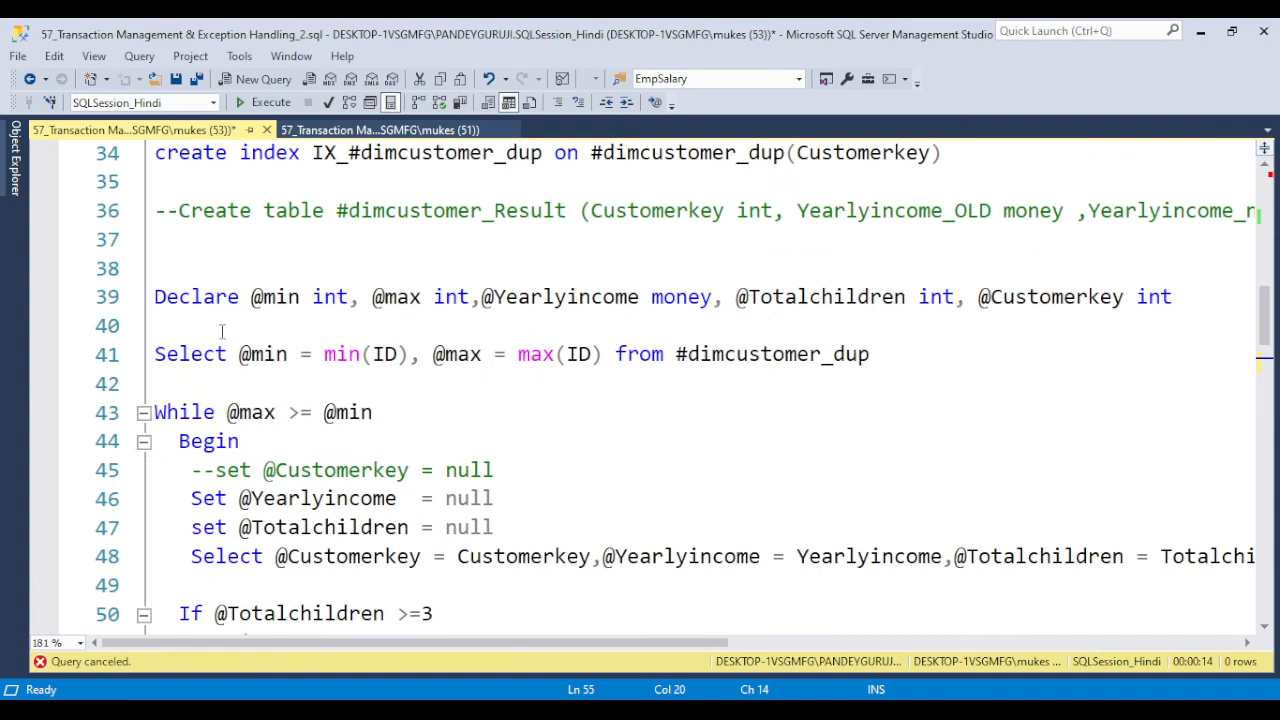 57_Transaction Management & Exception Handling_2.sql - DESKTOP-1VSGMFG\PANDEYGURUJI.SQLSession_Hindi (DESKTOP-1VSGMFG\mukes (53))* - Microsoft SQL Server Management Studio
Quick Launch (Ctrl+Q)
File Edit View Query Project Tools Window Help
New Query
EmpSalary
SQLSession_Hindi
Execute
57_Transaction Ma...SGMFG\mukes (53))*
57_Transaction Ma...SGMFG\mukes (51))
Object Explorer
34 create index IX_#dimcustomer_dup on #dimcustomer_dup(Customerkey)
35
36 --Create table #dimcustomer_Result (Customerkey int, Yearlyincome_OLD money ,Yearlyincome_n
37
38
39 Declare @min int, @max int,@Yearlyincome money, @Totalchildren int, @Customerkey int
40
41 Select @min = min(ID), @max = max(ID) from #dimcustomer_dup
42
43 While @max >= @min
44 Begin
45 --set @Customerkey = null
46 Set @Yearlyincome  = null
47 set @Totalchildren = null
48 Select @Customerkey = Customerkey,@Yearlyincome = Yearlyincome,@Totalchildren = Totalchi
49
50 If @Totalchildren >=3
181 %
Query canceled.
DESKTOP-1VSGMFG\PANDEYGURUJ...
DESKTOP-1VSGMFG\mukes ...
SQLSession_Hindi
00:00:14
0 rows
Ready
Ln 55
Col 20
Ch 14
INS